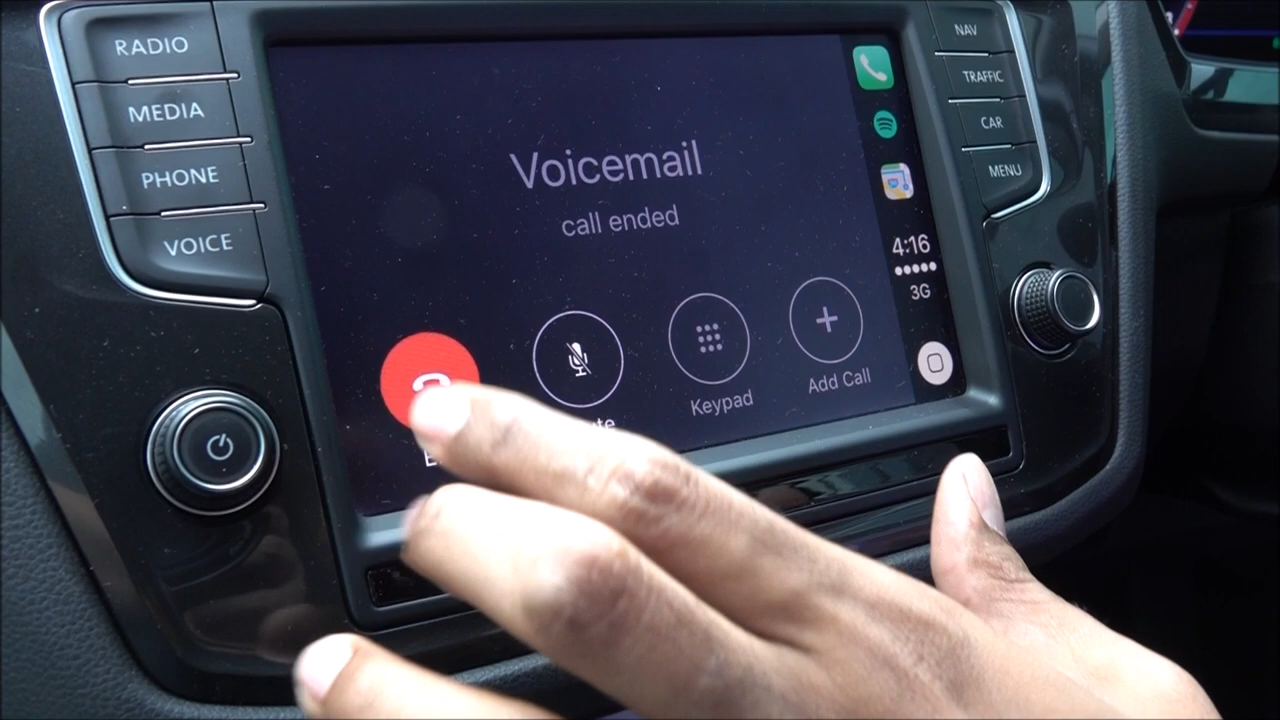 RADIO
MEDIA
PHONE
VOICE
Voicemail
call ended
Keypad
Add Call
4:16
3G
NAV
TRAFFIC
CAR
MENU